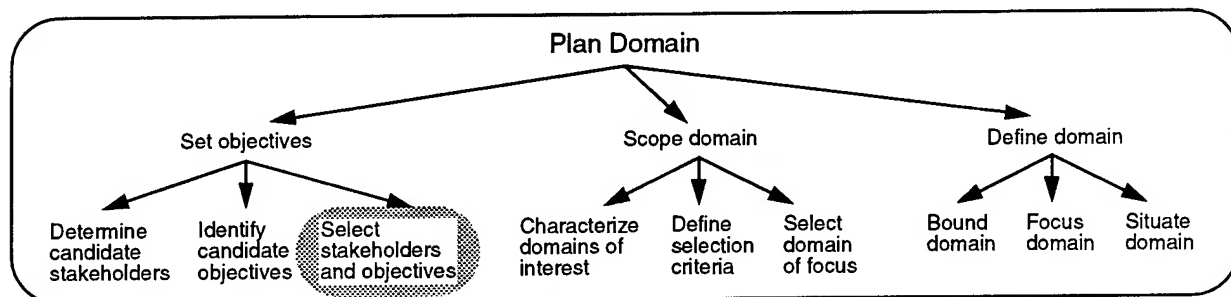 Plan Domain
Set objectives
Scope domain
Define domain
Determine
candidate
stakeholders
Identify
candidate
objectives
Select
stakeholders
and objectives
Characterize
domains of
interest
Define
selection
criteria
Select
domain
of focus
Bound
domain
Focus
domain
Situate
domain